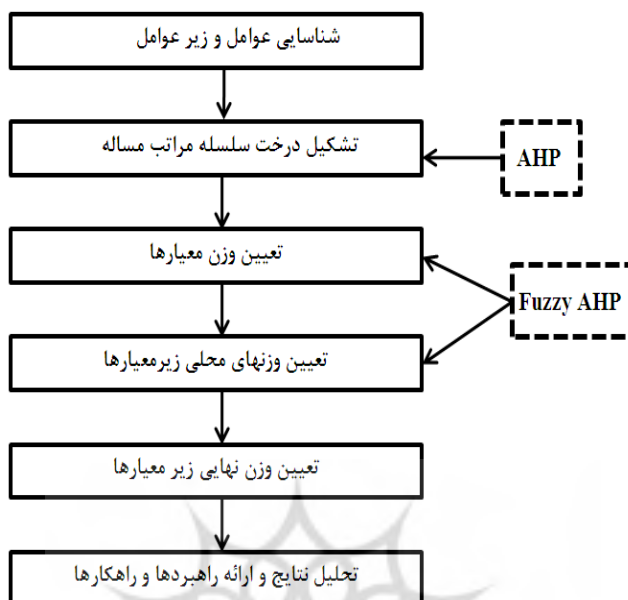 شناسایی عوامل و زیر عوامل
تشکیل درخت سلسله مراتب مساله
AHP
تعیین وزن معیارها
Fuzzy AHP
تعیین وزنهای محلی زیرمعیارها
تعیین وزن نهایی زیر معیارها
تحلیل نتایج و ارائه راهبردها و راهکارها